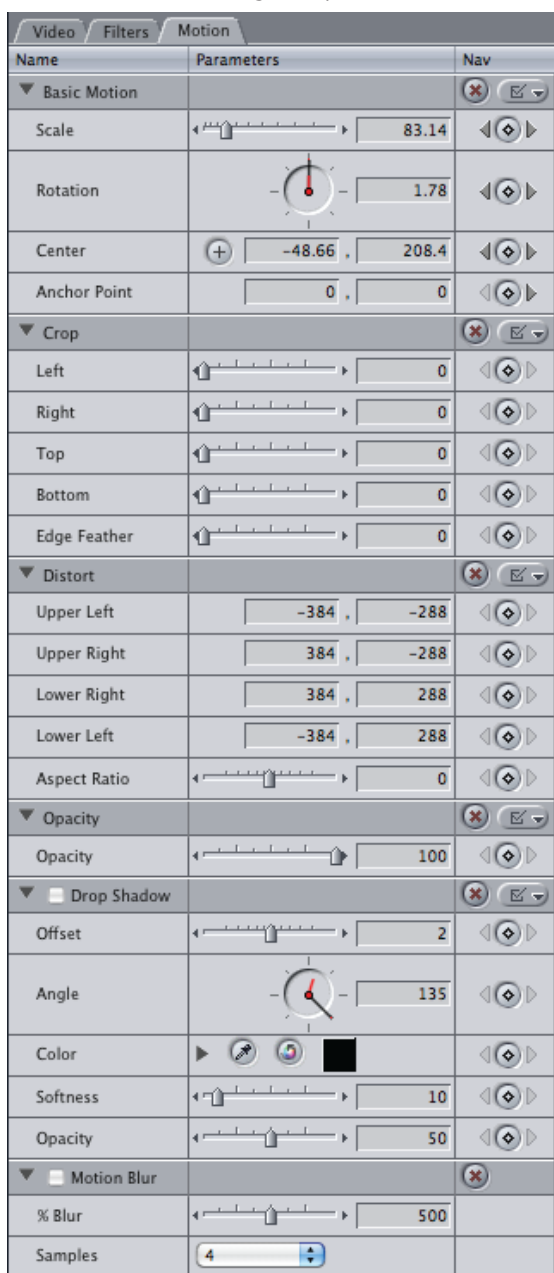 Video Filters Motion
Name Parameters Nav
Basic Motion
Scale 83.14
Rotation 1.78
Center -48.66 , 208.4
Anchor Point 0 , 0
Crop
Left 0
Right 0
Top 0
Bottom 0
Edge Feather 0
Distort
Upper Left -384 , -288
Upper Right 384 , -288
Lower Right 384 , 288
Lower Left -384 , 288
Aspect Ratio 0
Opacity
Opacity 100
Drop Shadow
Offset 2
Angle 135
Color
Softness 10
Opacity 50
Motion Blur
% Blur 500
Samples 4